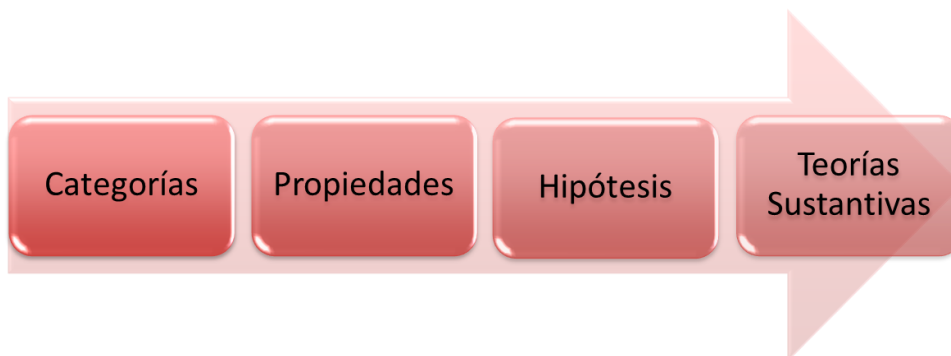 Categorías
Propiedades
Hipótesis
Teorías
Sustantivas